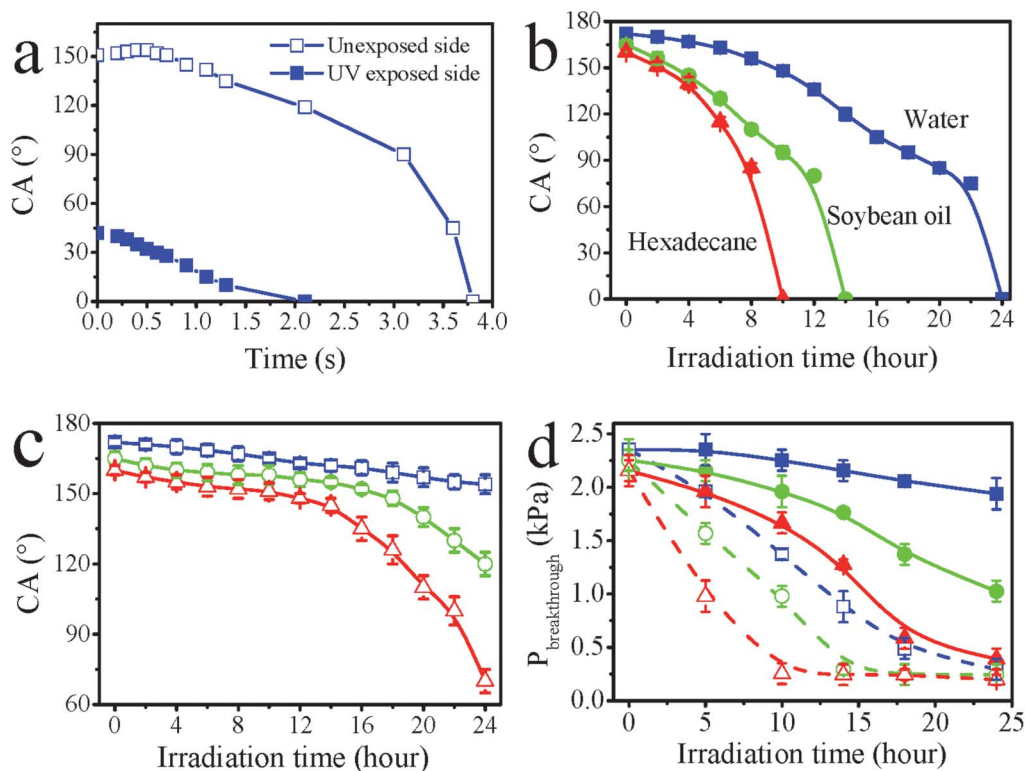 a
Unexposed side
UV exposed side
CA (°)
150
120
90
60
30
0
0.0 0.5 1.0 1.5 2.0 2.5 3.0 3.5 4.0
Time (s)
b
CA (°)
180
150
120
90
60
30
0
Water
Soybean oil
Hexadecane
0 4 8 12 16 20 24
Irradiation time (hour)
c
CA (°)
180
150
120
90
60
0 4 8 12 16 20 24
Irradiation time (hour)
d
P breakthrough (kPa)
2.5
2.0
1.5
1.0
0.5
0.0
0 5 10 15 20 25
Irradiation time (hour)